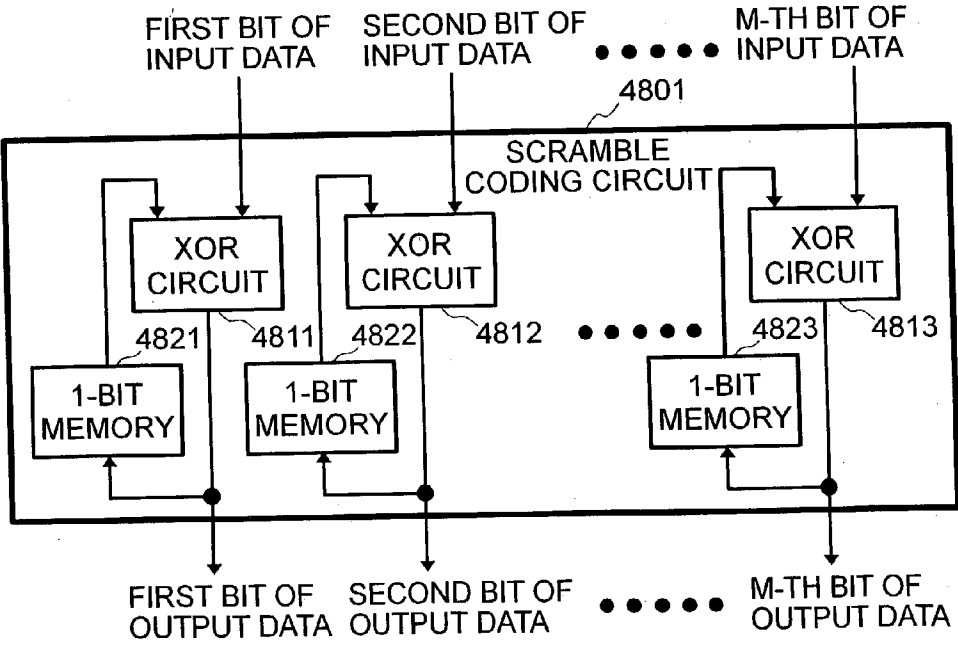 FIRST BIT OF
INPUT DATA
SECOND BIT OF
INPUT DATA
M-TH BIT OF
INPUT DATA
4801
SCRAMBLE
CODING CIRCUIT
XOR
CIRCUIT
XOR
CIRCUIT
XOR
CIRCUIT
4821
4811
4822
4812
4823
4813
1-BIT
MEMORY
1-BIT
MEMORY
1-BIT
MEMORY
FIRST BIT OF
OUTPUT DATA
SECOND BIT OF
OUTPUT DATA
M-TH BIT OF
OUTPUT DATA